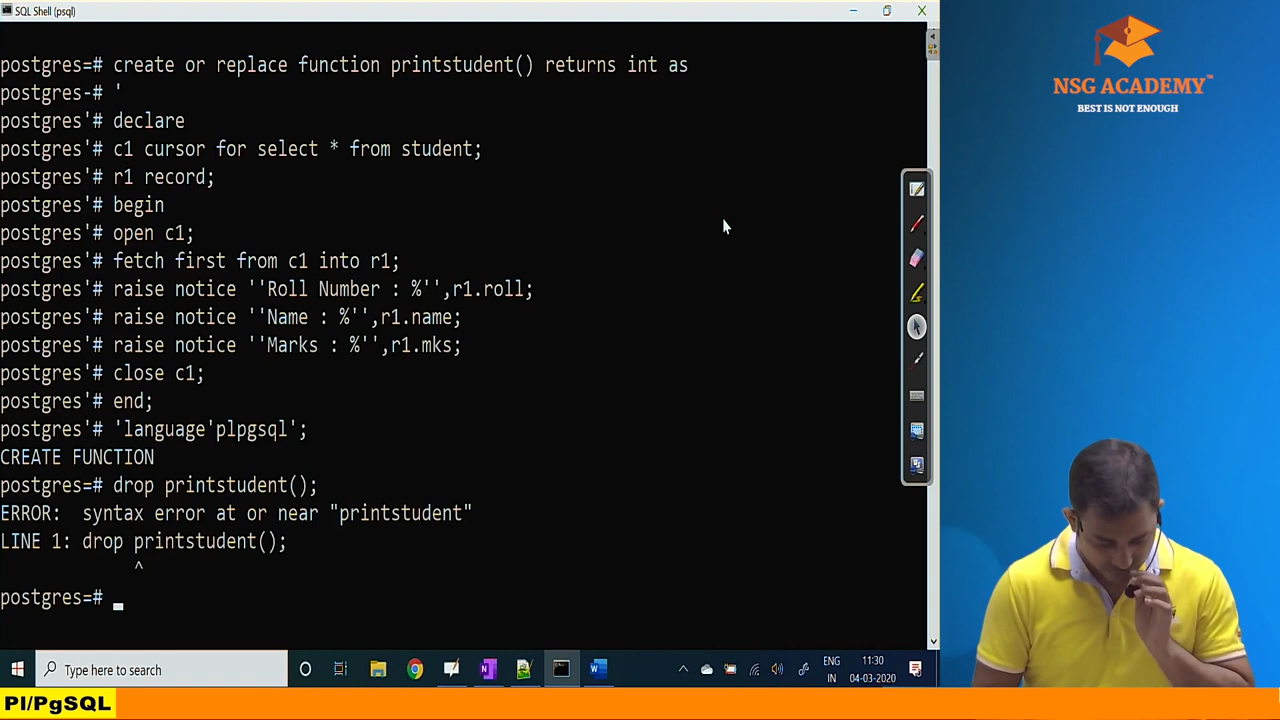 SQL Shell (psql)
postgres=# create or replace function printstudent() returns int as
postgres-# '
postgres'# declare
postgres'# c1 cursor for select * from student;
postgres'# r1 record;
postgres'# begin
postgres'# open c1;
postgres'# fetch first from c1 into r1;
postgres'# raise notice ''Roll Number : %'',r1.roll;
postgres'# raise notice ''Name : %'',r1.name;
postgres'# raise notice ''Marks : %'',r1.mks;
postgres'# close c1;
postgres'# end;
postgres'# 'language'plpgsql';
CREATE FUNCTION
postgres=# drop printstudent();
ERROR:  syntax error at or near "printstudent"
LINE 1: drop printstudent();
^
postgres=#
NSG ACADEMY™
BEST IS NOT ENOUGH
Type here to search
ENG
IN
11:30
04-03-2020
Pl/PgSQL